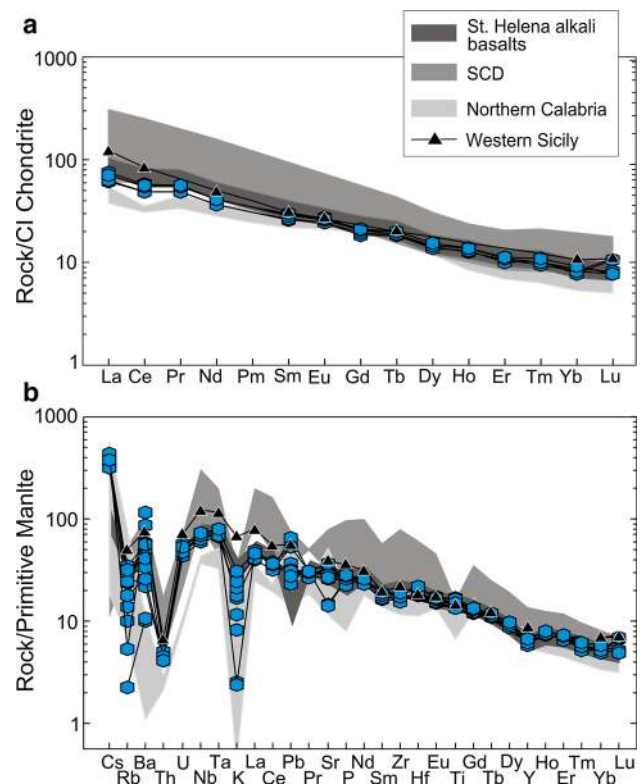 a
St. Helena alkali
basalts
SCD
Northern Calabria
Western Sicily
Rock/CI Chondrite
1000
100
10
1
La Ce Pr Nd Pm Sm Eu Gd Tb Dy Ho Er Tm Yb Lu
b
Rock/Primitive Manlte
1000
100
10
1
Cs Ba U Ta La Pb Sr Nd Zr Eu Gd Dy Ho Tm Lu
Rb Th Nb K Ce Pr P Sm Hf Ti Tb Y Er Yb